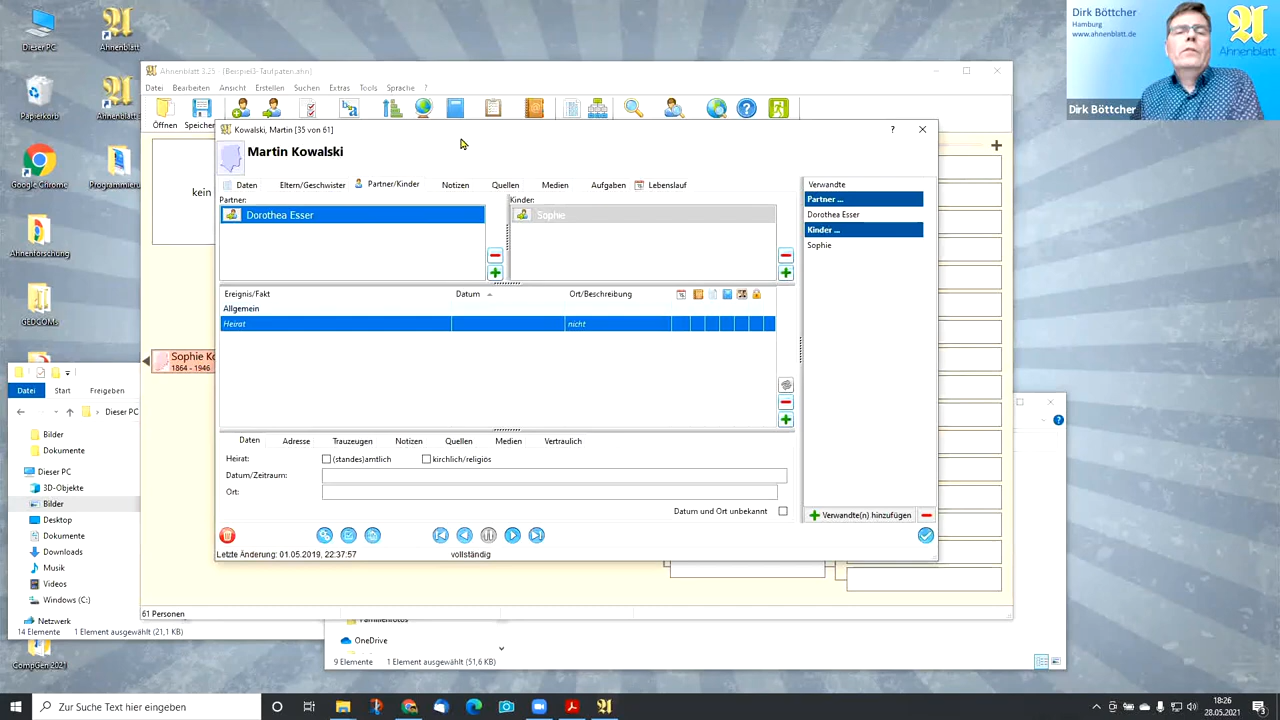 Dirk Böttcher
Hamburg
www.ahnenblatt.de
Ahnenblatt
Dirk Böttcher
Dieser PC
Ahnenblatt
Papierkorb
Ahnenblatt
Google Chrome
Programmieru
Ahnenforschung
GEDCOMs
CompGen 2021
Ahnenblatt 3.25 - [Beispiel3-Taufpaten.ahn]
Datei Bearbeiten Ansicht Erstellen Suchen Extras Tools Sprache ?
Öffnen Speichern
kein
Sophie Ko
1864 - 1946
61 Personen
Kowalski, Martin [35 von 61]
?
Martin Kowalski
Daten Eltern/Geschwister Partner/Kinder Notizen Quellen Medien Aufgaben Lebenslauf
Partner: Kinder:
Dorothea Esser Sophie
Ereignis/Fakt Datum Ort/Beschreibung
Allgemein
Heirat nicht
Daten Adresse Trauzeugen Notizen Quellen Medien Vertraulich
Heirat: (standes)amtlich kirchlich/religiös
Datum/Zeitraum:
Ort:
Datum und Ort unbekannt
Letzte Änderung: 01.05.2019, 22:37:57 vollständig
Verwandte
Partner ...
Dorothea Esser
Kinder ...
Sophie
Verwandte(n) hinzufügen
Datei Start Freigeben
Dieser PC
Bilder
Dokumente
Dieser PC
3D-Objekte
Bilder
Desktop
Dokumente
Downloads
Musik
Videos
Windows (C:)
Netzwerk
14 Elemente 1 Element ausgewählt (21,1 KB)
Familienfotos
OneDrive
9 Elemente 1 Element ausgewählt (51,6 KB)
Zur Suche Text hier eingeben
18:26
28.05.2021